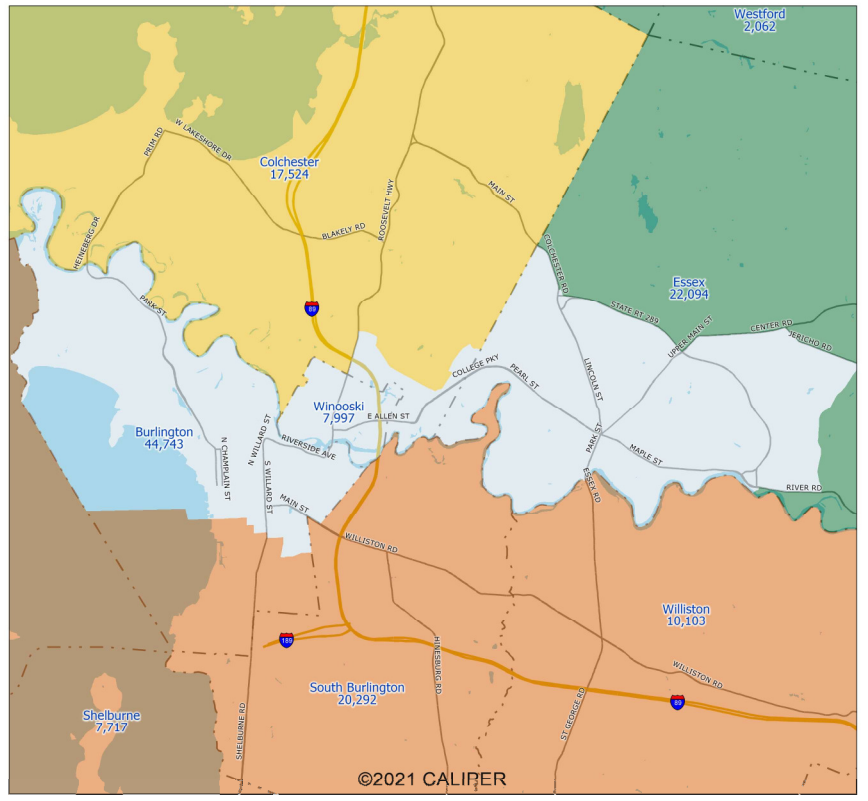 Westford
2,062
W LAKESHORE DR
PRIM RD
Colchester
17,524
MAIN ST
ROOSEVELT HWY
HEINEBERG DR
BLAKELY RD
COLCHESTER RD
Essex
22,094
PARK ST
89
STATE RT 289
UPPER MAIN ST
CENTER RD
JERICHO RD
COLLEGE PKY
PEARL ST
LINCOLN ST
Winooski
7,997
E ALLEN ST
Burlington
44,743
N WILLARD ST
RIVERSIDE AVE
PARK ST
MAPLE ST
N CHAMPLAIN ST
S WILLARD ST
ESSEX RD
RIVER RD
MAIN ST
WILLISTON RD
Williston
10,103
189
HINESBURG RD
WILLISTON RD
South Burlington
20,292
ST GEORGE RD
89
Shelburne
7,717
SHELBURNE RD
©2021 CALIPER